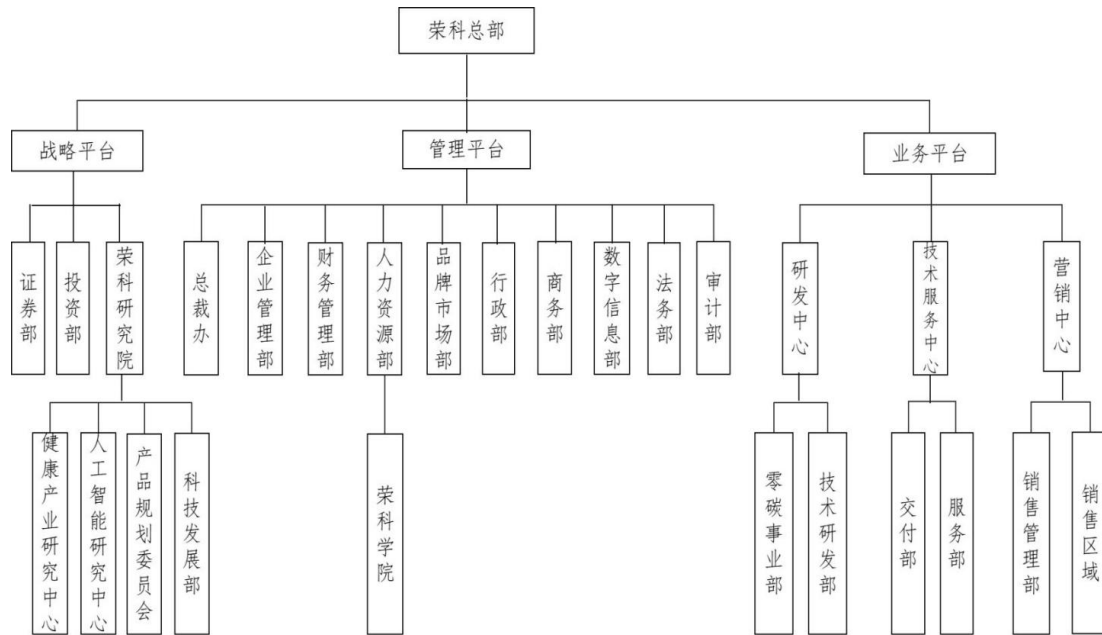 荣科总部
战略平台
管理平台
业务平台
证券部
投资部
荣科研究院
总裁办
企业管理部
财务管理部
人力资源部
品牌市场部
行政部
商务部
数字信息部
法务部
审计部
研发中心
技术服务中心
营销中心
健康产业研究中心
人工智能研究中心
产品规划委员会
科技发展部
荣科学院
零碳事业部
技术研发部
交付部
服务部
销售管理部
销售区域